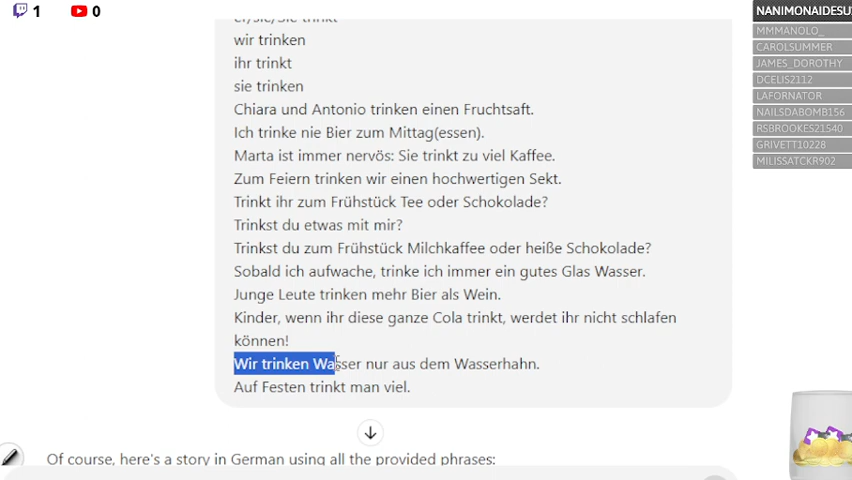 1
0
NANIMONAIDESU
MMMANOLO_
CAROLSUMMER
JAMES_DOROTHY
DCELIS2112
LAFORNATOR
NAILSDABOMB156
RSBROOKES21540
GRIVETT10228
MILISSATCKR902
er/sie/Sie trinkt
wir trinken
ihr trinkt
sie trinken
Chiara und Antonio trinken einen Fruchtsaft.
Ich trinke nie Bier zum Mittag(essen).
Marta ist immer nervös: Sie trinkt zu viel Kaffee.
Zum Feiern trinken wir einen hochwertigen Sekt.
Trinkt ihr zum Frühstück Tee oder Schokolade?
Trinkst du etwas mit mir?
Trinkst du zum Frühstück Milchkaffee oder heiße Schokolade?
Sobald ich aufwache, trinke ich immer ein gutes Glas Wasser.
Junge Leute trinken mehr Bier als Wein.
Kinder, wenn ihr diese ganze Cola trinkt, werdet ihr nicht schlafen
können!
Wir trinken Wasser nur aus dem Wasserhahn.
Auf Festen trinkt man viel.
Of course, here's a story in German using all the provided phrases: